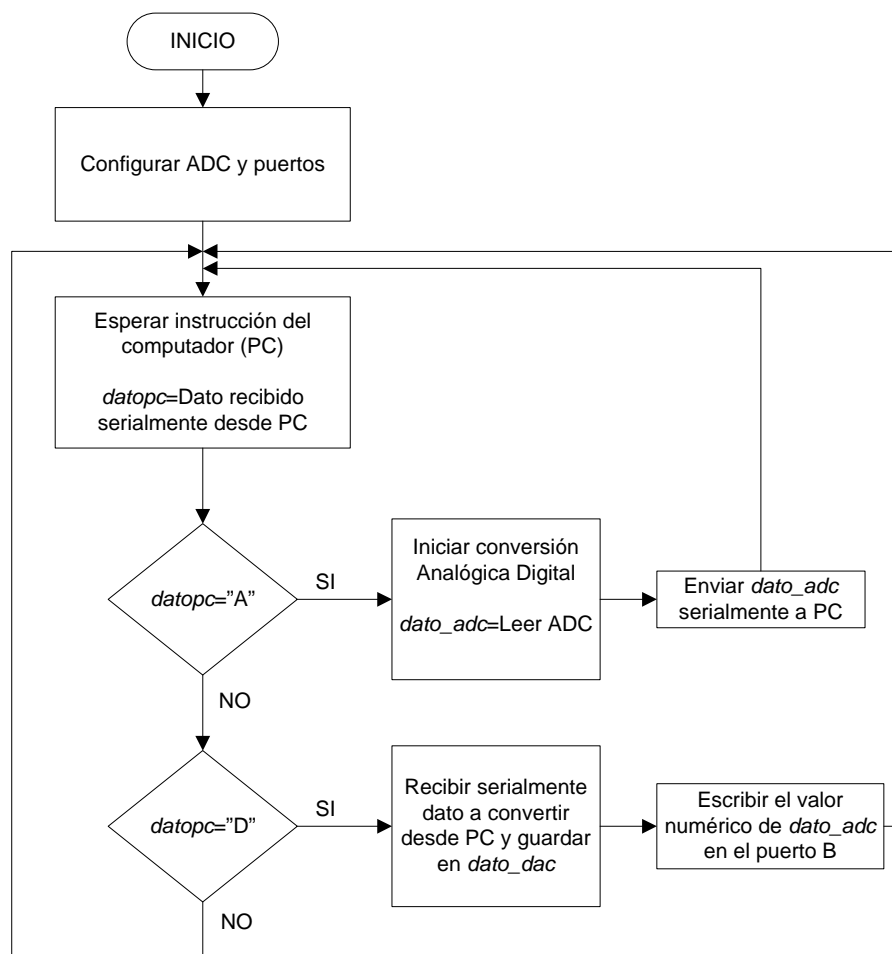 INICIO
Configurar ADC y puertos
Esperar instrucción del
computador (PC)
datopc=Dato recibido
serialmente desde PC
datopc=”A”
SI
Iniciar conversión
Analógica Digital
dato_adc=Leer ADC
Enviar dato_adc
serialmente a PC
NO
datopc=”D”
SI
Recibir serialmente
dato a convertir
desde PC y guardar
en dato_dac
Escribir el valor
numérico de dato_adc
en el puerto B
NO